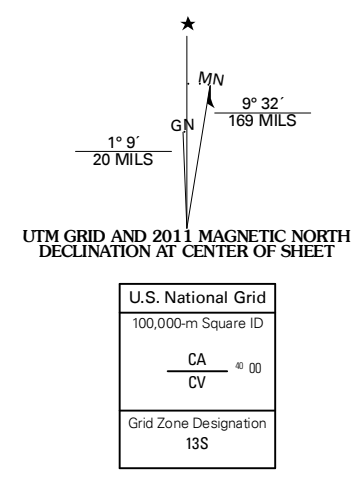 MN
9° 32´
169 MILS
GN
1° 9´
20 MILS
UTM GRID AND 2011 MAGNETIC NORTH
DECLINATION AT CENTER OF SHEET
U.S. National Grid
100,000-m Square ID
CA
40 00
CV
Grid Zone Designation
13S